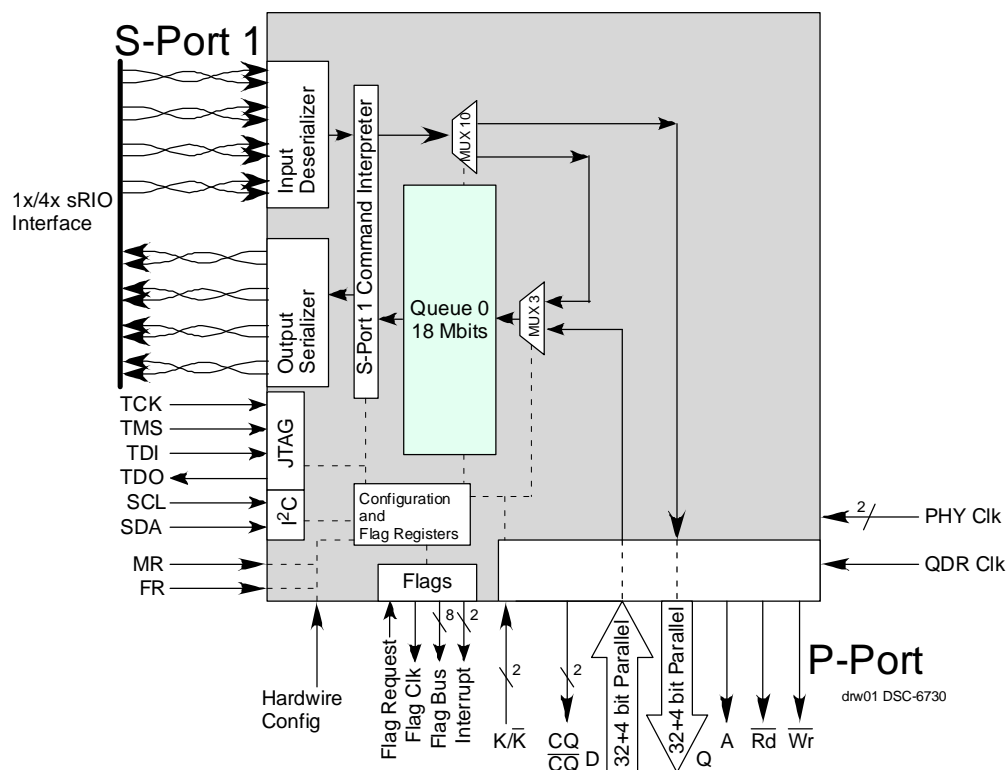 S-Port 1
1x/4x sRIO
Interface
Input
Deserializer
Output
Serializer
S-Port 1 Command Interpreter
MUX 10
MUX 3
Queue 0
18 Mbits
TCK
TMS
TDI
TDO
SCL
SDA
MR
FR
JTAG
I²C
Configuration
and
Flag Registers
Flags
2
PHY Clk
QDR Clk
Hardwire
Config
Flag Request
Flag Clk
8
Flag Bus
2
Interrupt
2
K/K̅
2
C̅Q̅
CQ
D
32+4 bit Parallel
32+4 bit Parallel
Q
A
R̅d̅
W̅r̅
P-Port
drw01 DSC-6730